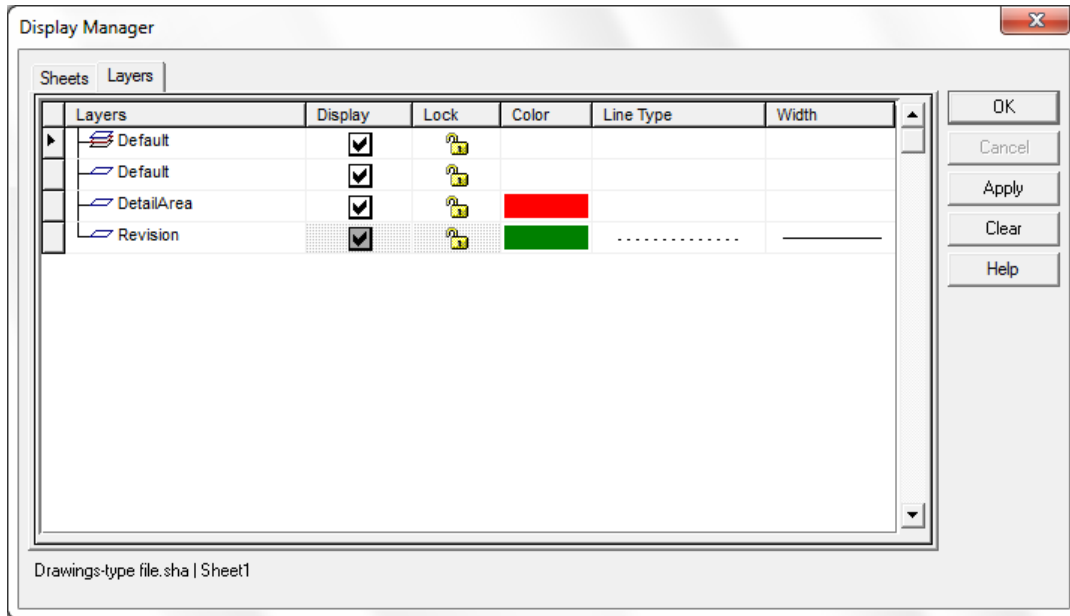 Display Manager
Sheets Layers
Layers Display Lock Color Line Type Width
Default
Default
DetailArea
Revision
OK
Cancel
Apply
Clear
Help
Drawings-type file.sha | Sheet1